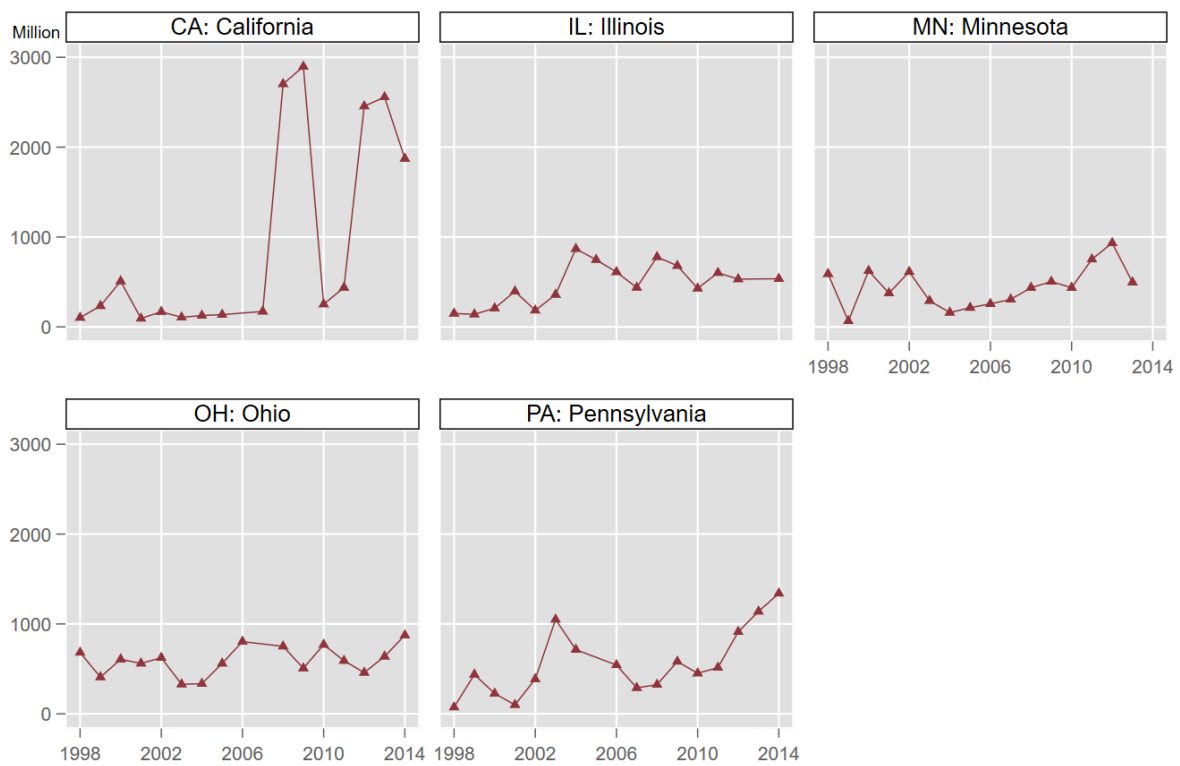 Million
CA: California
IL: Illinois
MN: Minnesota
3000
2000
1000
0
1998 2002 2006 2010 2014
OH: Ohio
PA: Pennsylvania
3000
2000
1000
0
1998 2002 2006 2010 2014
1998 2002 2006 2010 2014